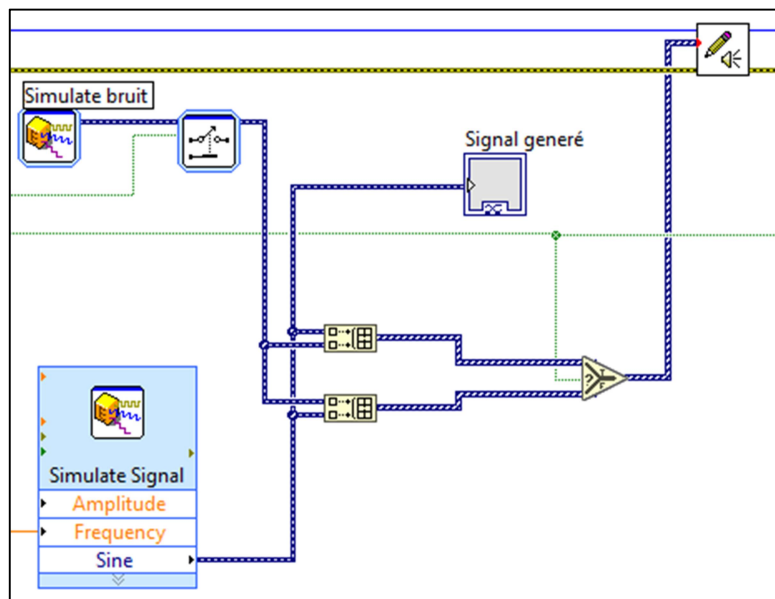 Simulate bruit
Signal generé
Simulate Signal
Amplitude
Frequency
Sine
?
T
F